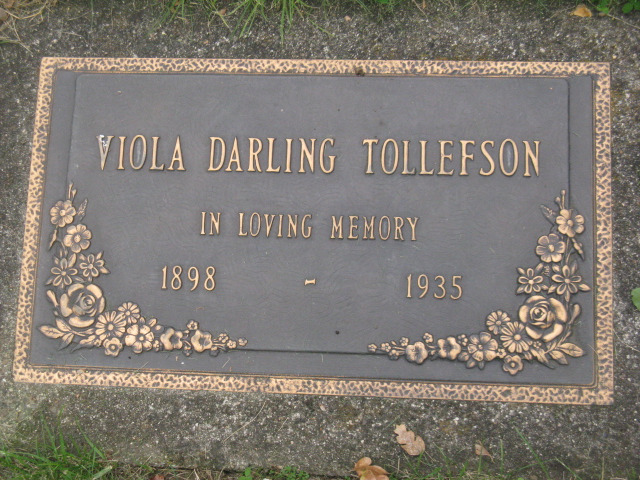 VIOLA DARLING TOLLEFSON
IN LOVING MEMORY
1898 - 1935